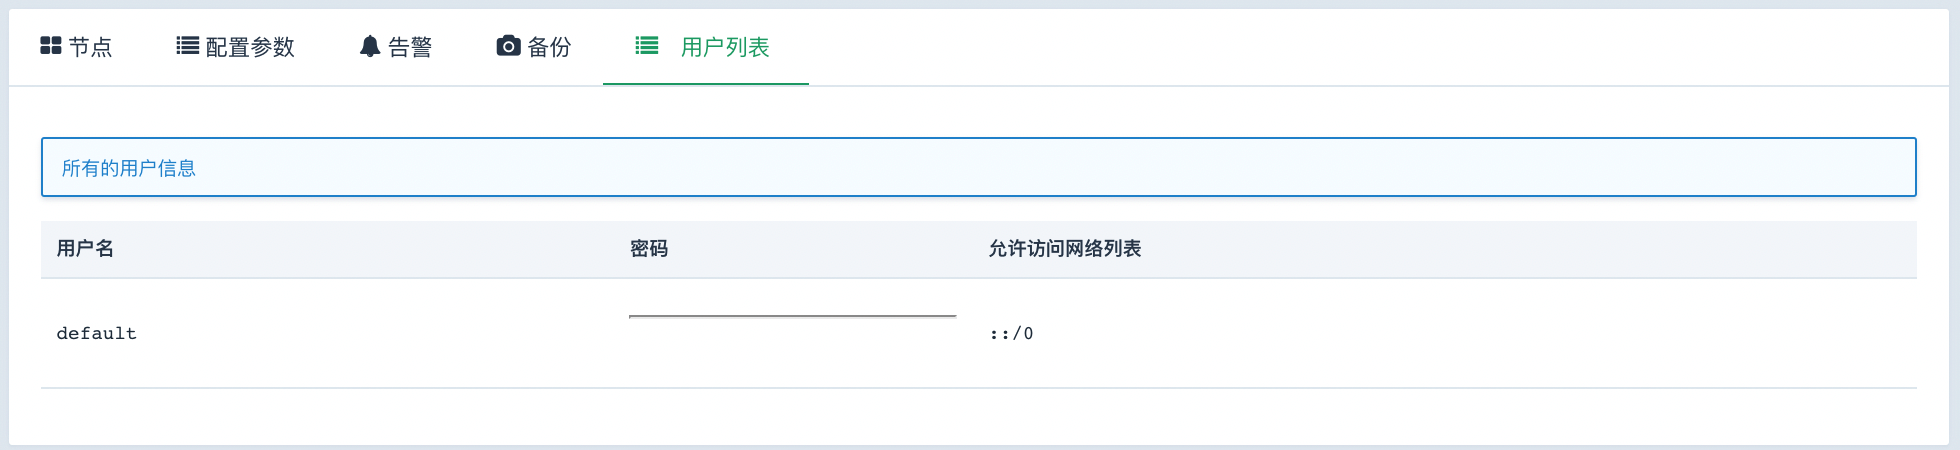 节点 配置参数 告警 备份 用户列表
所有的用户信息
用户名 密码 允许访问网络列表
default ::/0